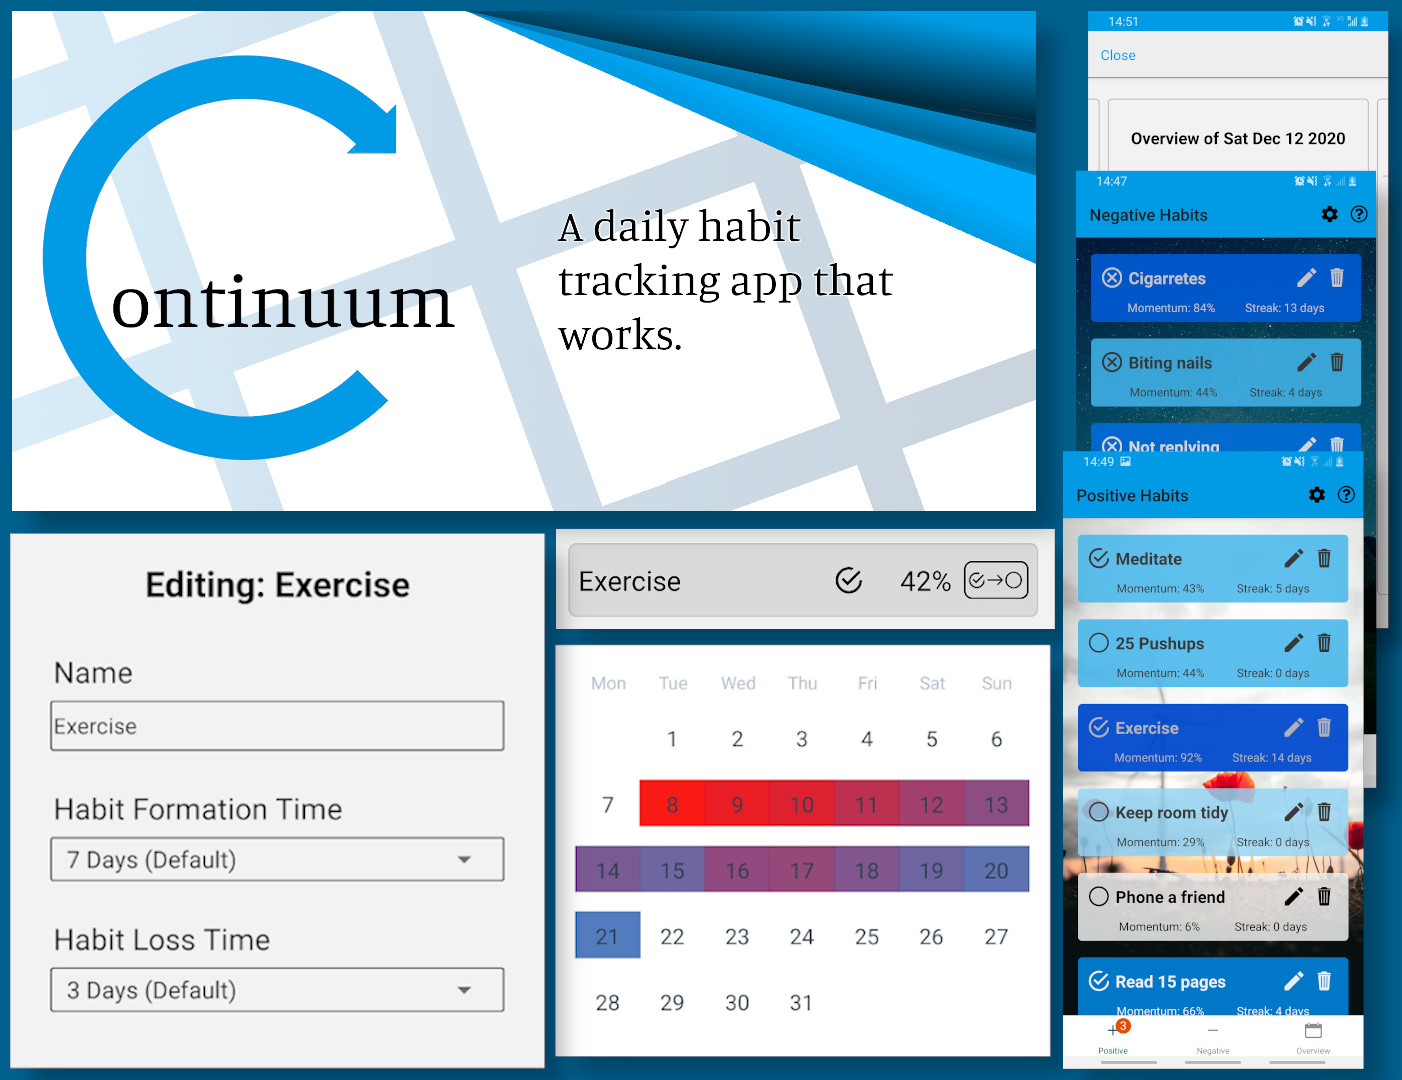 ontinuum
A daily habit
tracking app that
works.
14:51
Close
Overview of Sat Dec 12 2020
14:47
Negative Habits
Cigarretes
Momentum: 84% Streak: 13 days
Biting nails
Momentum: 44% Streak: 4 days
Not replying
14:49
Positive Habits
Meditate
Momentum: 43% Streak: 5 days
25 Pushups
Momentum: 44% Streak: 0 days
Exercise
Momentum: 92% Streak: 14 days
Keep room tidy
Momentum: 29% Streak: 0 days
Phone a friend
Momentum: 6% Streak: 0 days
Read 15 pages
Momentum: 66% Streak: 4 days
3
Positive Negative Overview
Editing: Exercise
Name
Exercise
Habit Formation Time
7 Days (Default)
Habit Loss Time
3 Days (Default)
Exercise 42%
Mon Tue Wed Thu Fri Sat Sun
1 2 3 4 5 6
7 8 9 10 11 12 13
14 15 16 17 18 19 20
21 22 23 24 25 26 27
28 29 30 31